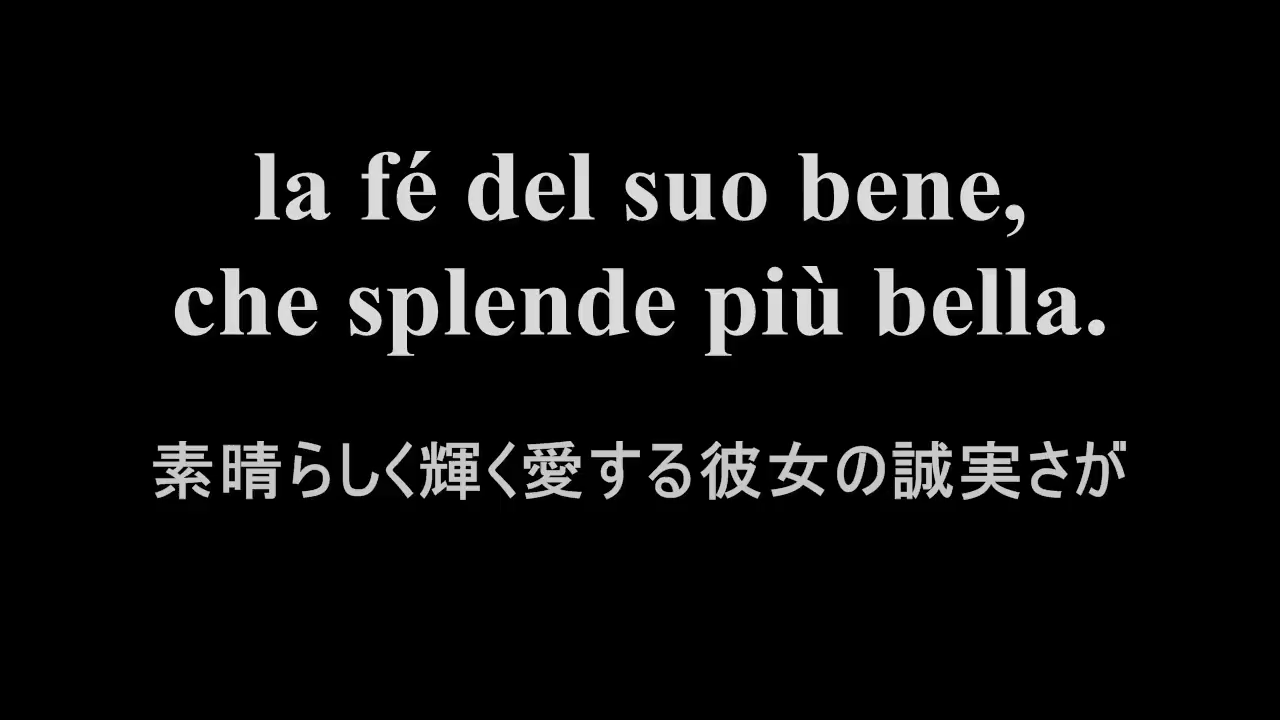 la fé del suo bene,
che splende più bella.
素晴らしく輝く愛する彼女の誠実さが